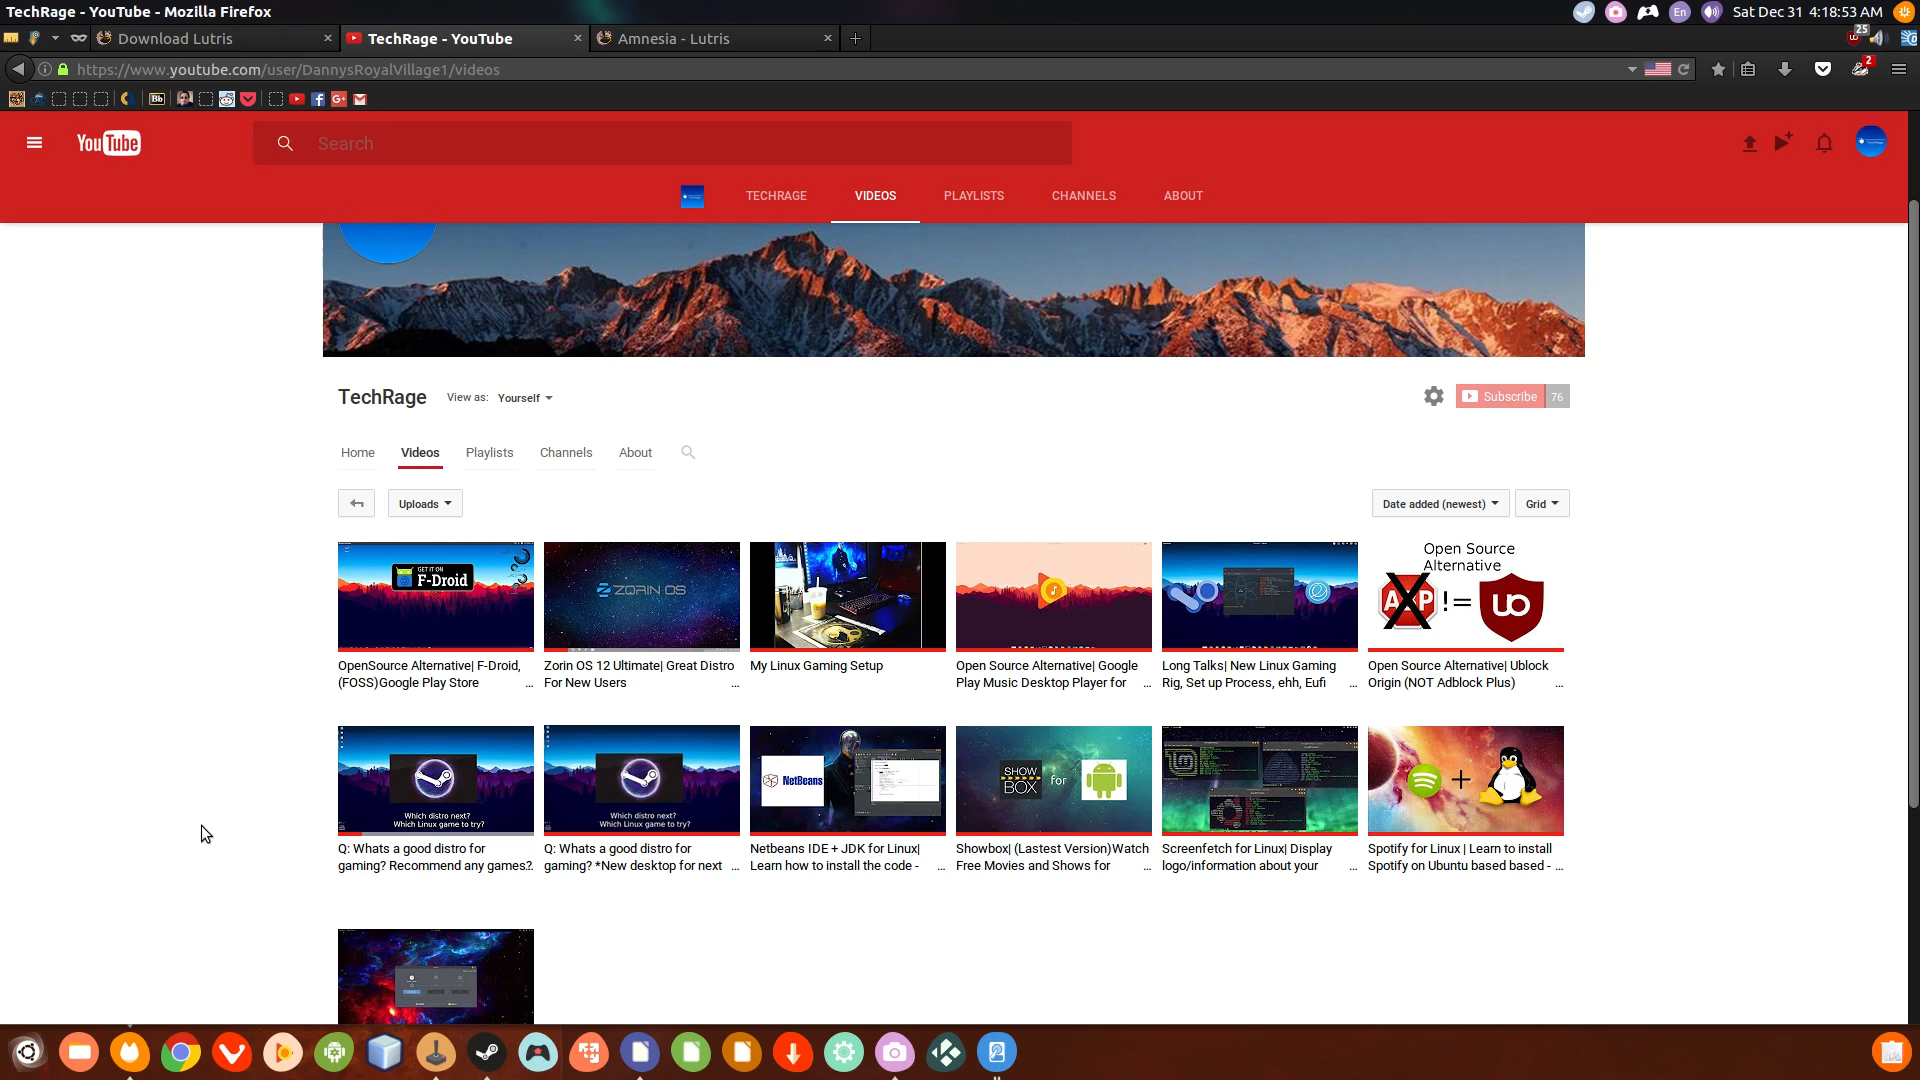 TechRage - YouTube - Mozilla Firefox
En
Sat Dec 31 4:18:53 AM
Download Lutris
TechRage - YouTube
Amnesia - Lutris
25
https://www.youtube.com/user/DannysRoyalVillage1/videos
2
Bb
G+
YouTube
Search
TECHRAGE
VIDEOS
PLAYLISTS
CHANNELS
ABOUT
TechRage
View as:
Yourself
Subscribe
76
Home
Videos
Playlists
Channels
About
Uploads
Date added (newest)
Grid
GET IT ON
F-Droid
ZORIN OS
Open Source
Alternative
ABP
!=
OpenSource Alternative| F-Droid,
(FOSS)Google Play Store
...
Zorin OS 12 Ultimate| Great Distro
For New Users
...
My Linux Gaming Setup
Open Source Alternative| Google
Play Music Desktop Player for
...
Long Talks| New Linux Gaming
Rig, Set up Process, ehh, Eufi
...
Open Source Alternative| Ublock
Origin (NOT Adblock Plus)
...
Which distro next?
Which Linux game to try?
Which distro next?
Which Linux game to try?
NetBeans
SHOW
BOX
for
+
Q: Whats a good distro for
gaming? Recommend any games?.
Q: Whats a good distro for
gaming? *New desktop for next
...
Netbeans IDE + JDK for Linux|
Learn how to install the code -
...
Showbox| (Lastest Version)Watch
Free Movies and Shows for
...
Screenfetch for Linux| Display
logo/information about your
...
Spotify for Linux | Learn to install
Spotify on Ubuntu based based -
...